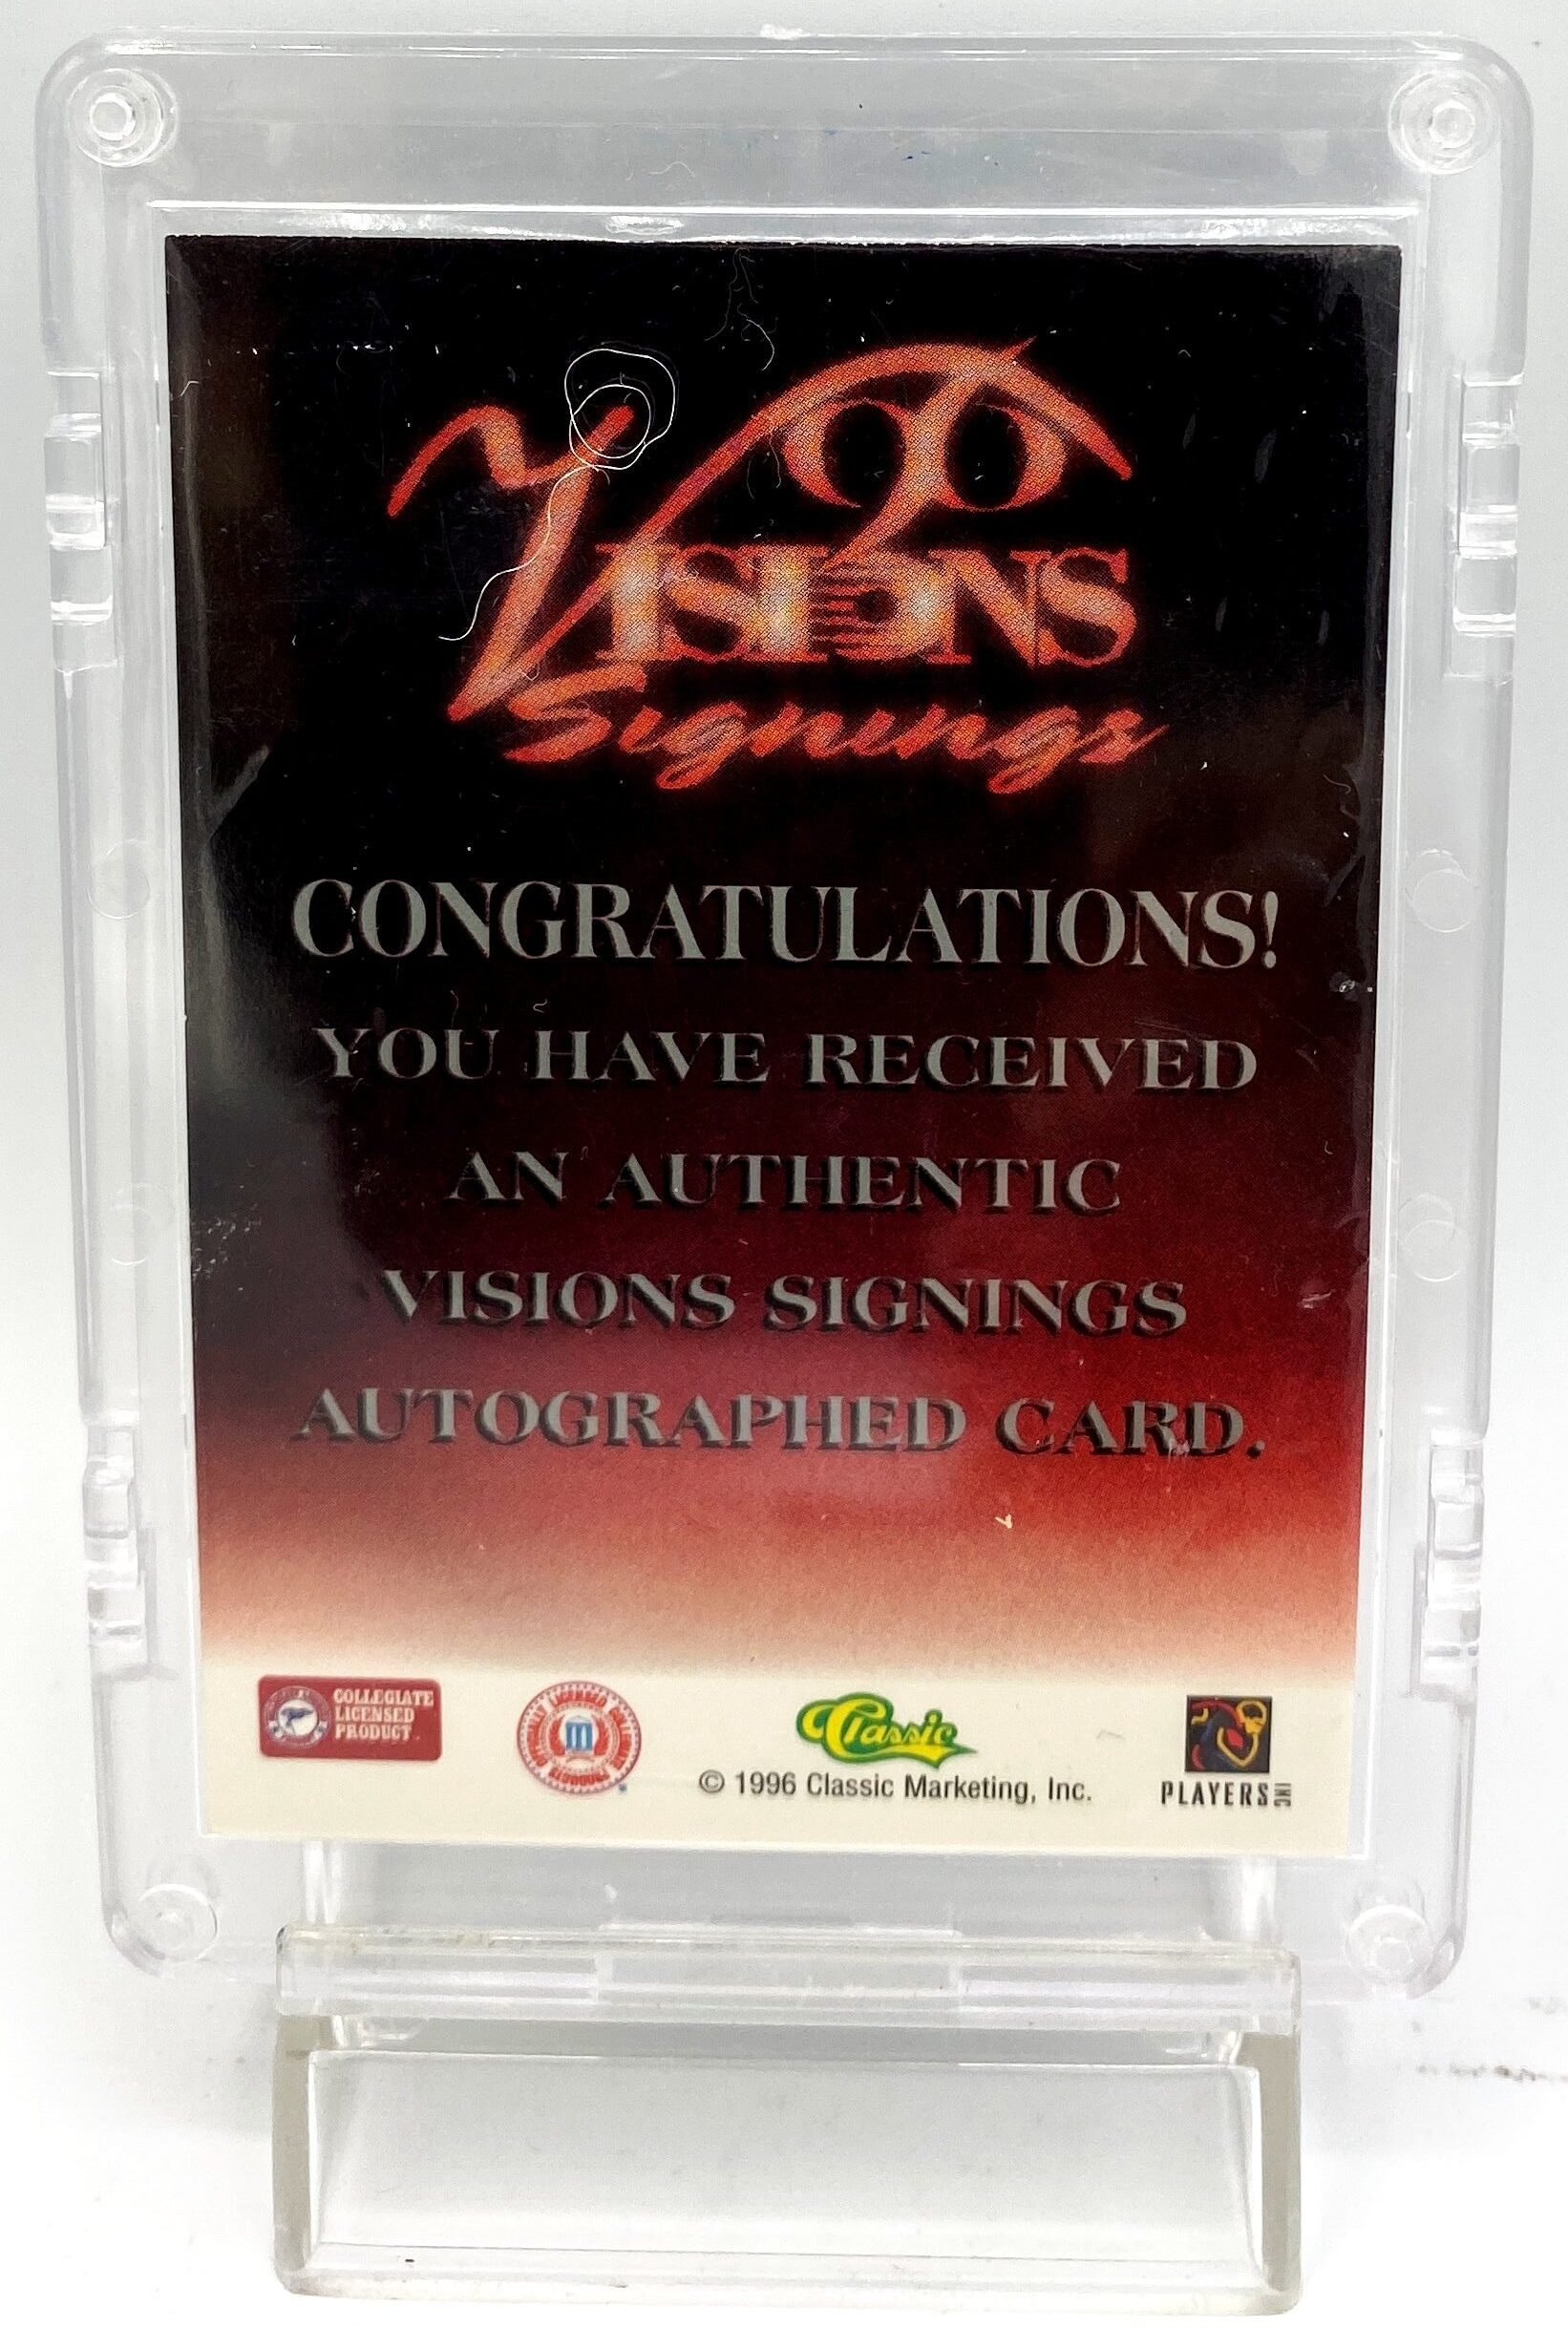 96
VISIONS
Signings
CONGRATULATIONS!
YOU HAVE RECEIVED
AN AUTHENTIC
VISIONS SIGNINGS
AUTOGRAPHED CARD.
COLLEGIATE
LICENSED
PRODUCT
Classic
© 1996 Classic Marketing, Inc.
PLAYERS INC